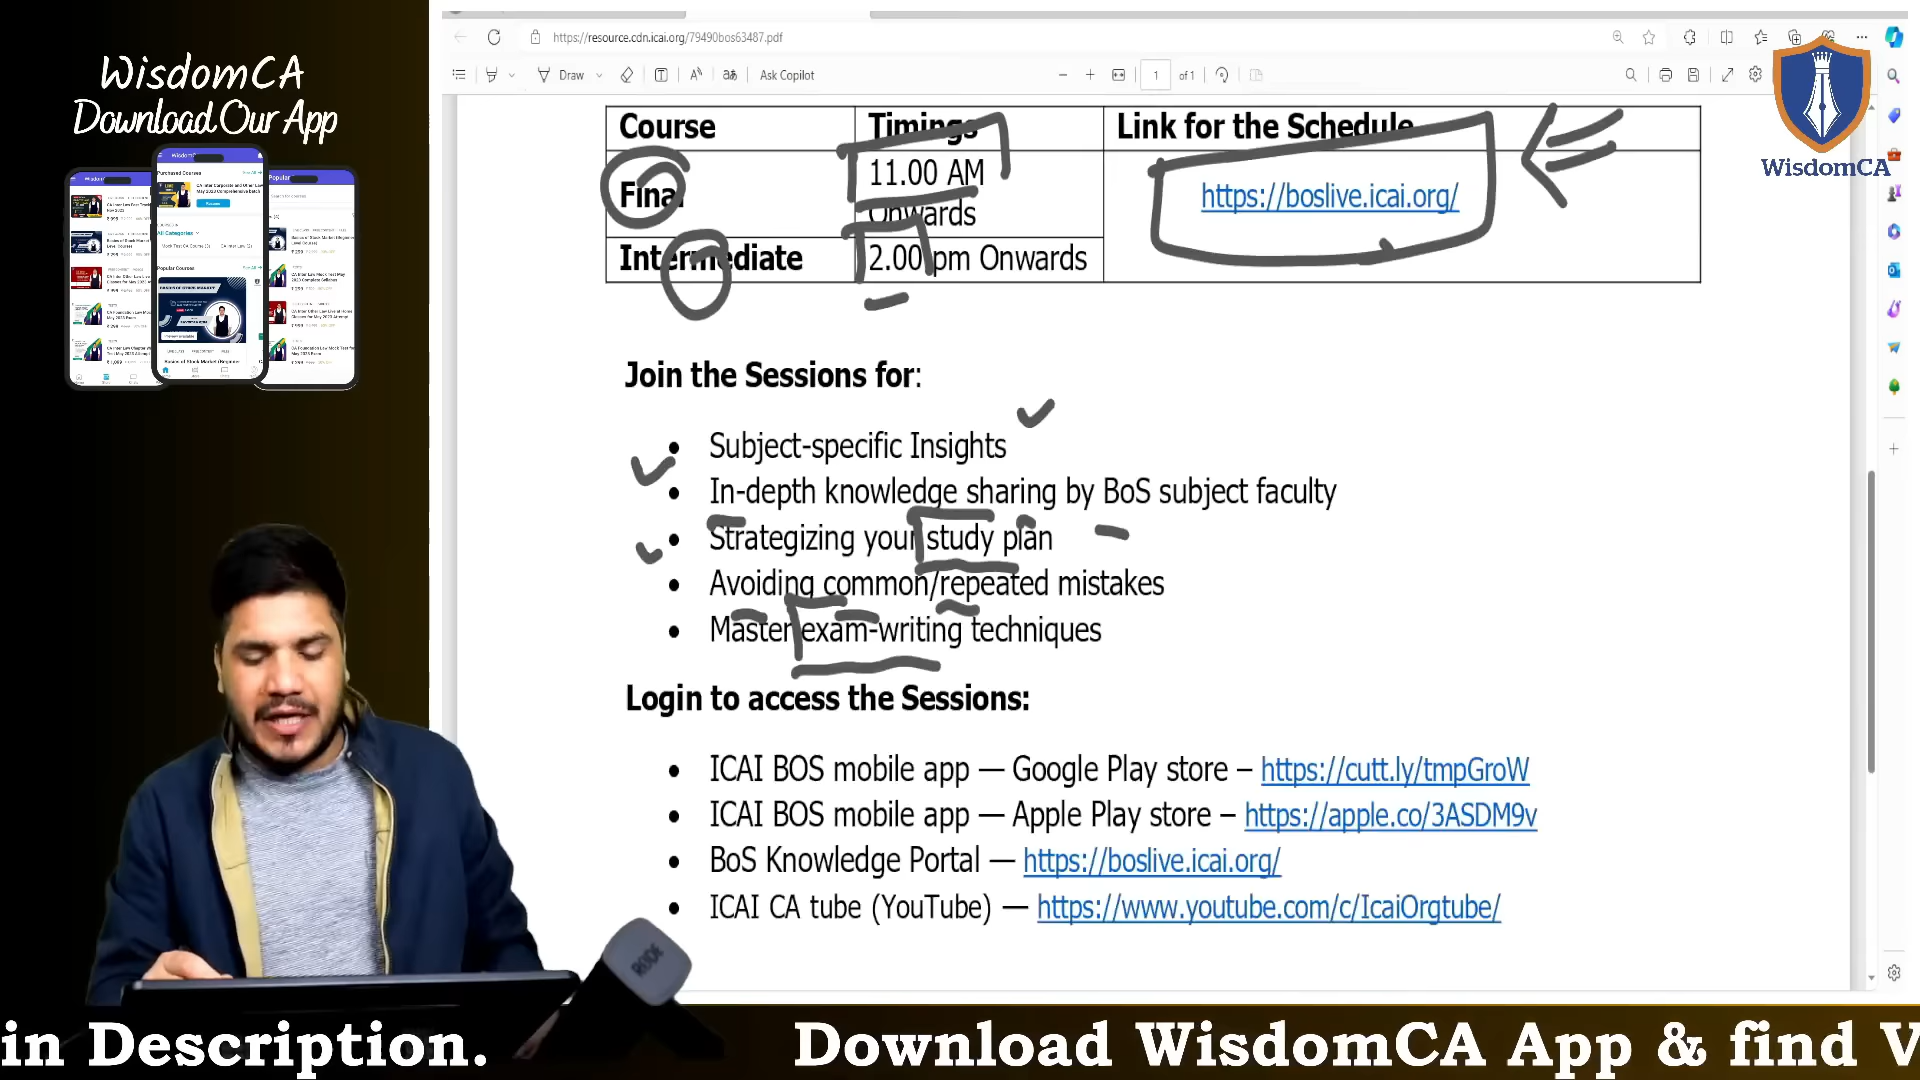 WisdomCA
Download Our App
https://resource.cdn.icai.org/79490bos63487.pdf
Draw
Ask Copilot
1 of 1
WisdomCA
Course Timings Link for the Schedule
Final 11.00 AM Onwards https://boslive.icai.org/
Intermediate 2.00 pm Onwards
Join the Sessions for:
• Subject-specific Insights
• In-depth knowledge sharing by BoS subject faculty
• Strategizing your study plan
• Avoiding common/repeated mistakes
• Master exam-writing techniques
Login to access the Sessions:
• ICAI BOS mobile app — Google Play store – https://cutt.ly/tmpGroW
• ICAI BOS mobile app — Apple Play store – https://apple.co/3ASDM9v
• BoS Knowledge Portal — https://boslive.icai.org/
• ICAI CA tube (YouTube) — https://www.youtube.com/c/IcaiOrgtube/
RODE
in Description. Download WisdomCA App & find V